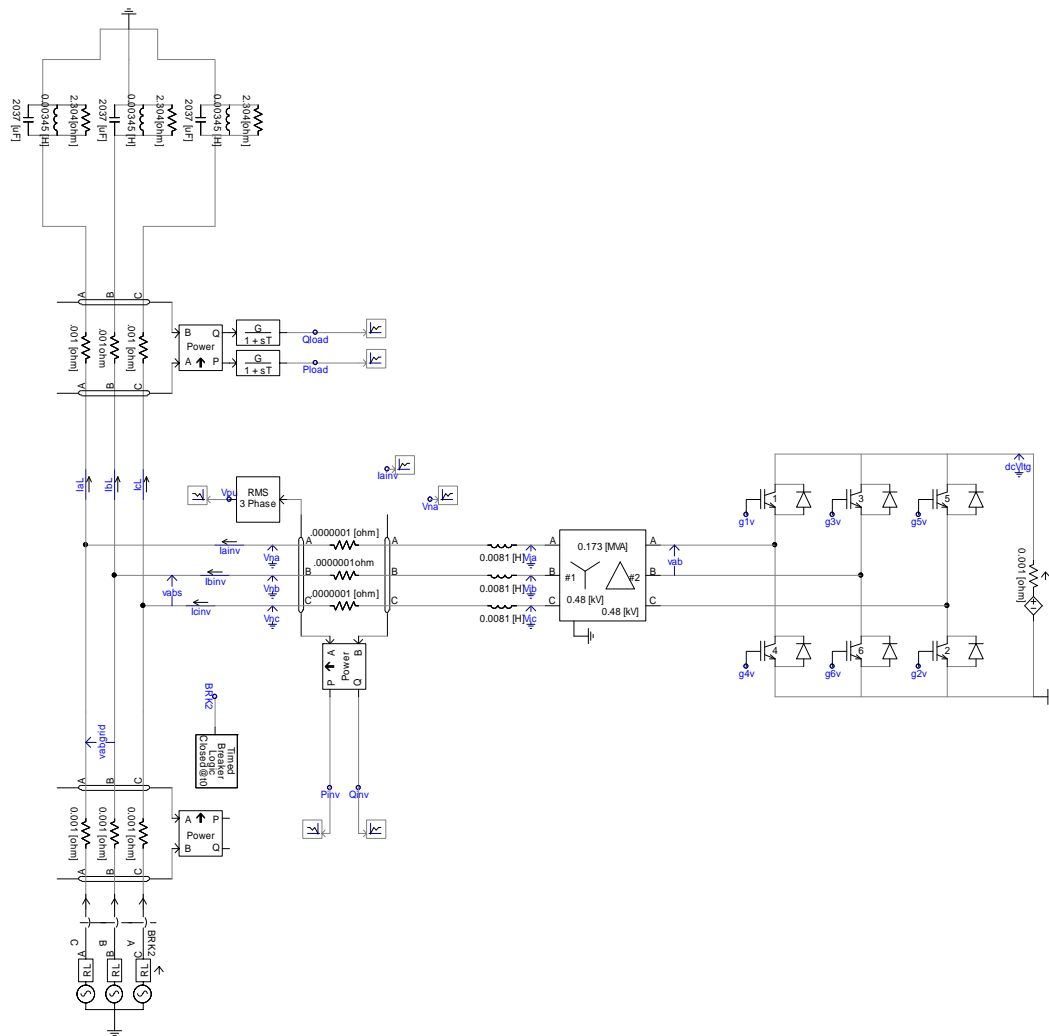 2037 [uF]
0.00345 [H]
2.304[ohm]
2037 [uF]
0.00345 [H]
2.304[ohm]
2037 [uF]
0.00345 [H]
2.304[ohm]
A
B
C
.001 [ohm]
.001ohm
.001 [ohm]
B Q
Power
A P
G
1 + sT
Qload
G
1 + sT
Pload
A
B
C
IaL
IbL
IcL
Vpu
RMS
3 Phase
Iainv
Vna
Iainv
Ibinv
Icinv
vabs
Vna
Vnb
Vnc
A
B
C
.0000001 [ohm]
.0000001ohm
.0000001 [ohm]
A
B
C
0.0081 [H]
0.0081 [H]
0.0081 [H]
Via
Vib
Vic
A
B
C
0.173 [MVA]
#1
#2
0.48 [kV]
0.48 [kV]
A
B
C
vab
1
3
5
g1v
g3v
g5v
4
6
2
g4v
g6v
g2v
dcVltg
0.001 [ohm]
A B
Power
P Q
Pinv
Qinv
BRK2
Timed
Breaker
Logic
Closed@t0
vabgrid
A
B
C
0.001 [ohm]
0.001 [ohm]
0.001 [ohm]
A P
Power
B Q
A
B
C
BRK2
C
B
A
A
B
C
RL
RL
RL